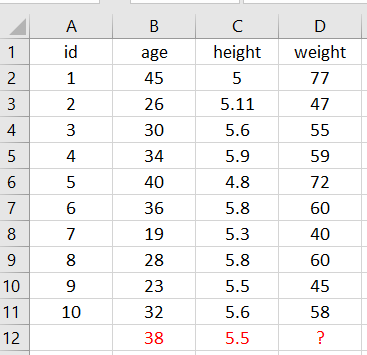 A B C D
1 id age height weight
2 1 45 5 77
3 2 26 5.11 47
4 3 30 5.6 55
5 4 34 5.9 59
6 5 40 4.8 72
7 6 36 5.8 60
8 7 19 5.3 40
9 8 28 5.8 60
10 9 23 5.5 45
11 10 32 5.6 58
12 38 5.5 ?